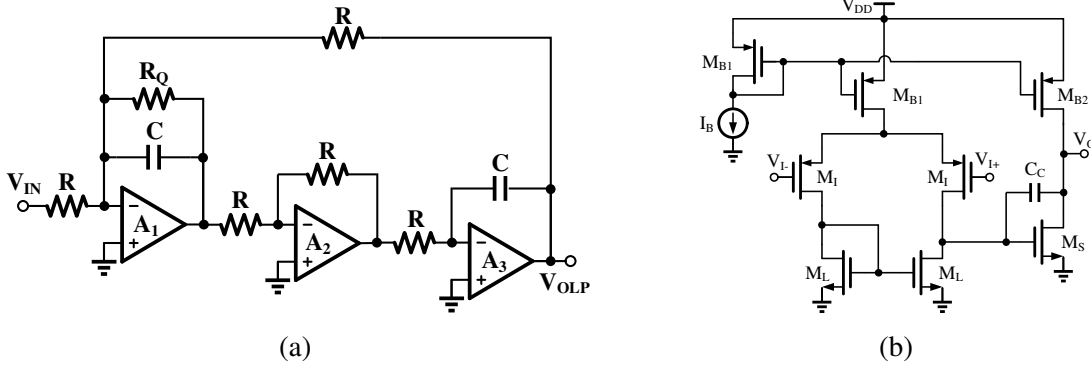 R
R_Q
C
R
C
V_IN
R
R
R
A_1
A_2
A_3
V_OLP
(a)
V_DD
M_B1
M_B1
M_B2
I_B
V_I-
V_I+
M_I
M_I
C_C
M_L
M_L
M_S
(b)